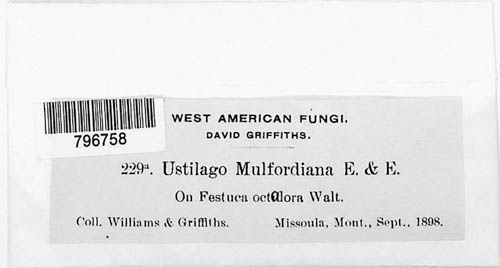 WEST AMERICAN FUNGI.
DAVID GRIFFITHS.
796758
229ª. Ustilago Mulfordiana E. & E.
On Festuca octalora Walt.
Coll. Williams & Griffiths. Missoula, Mont., Sept., 1898.